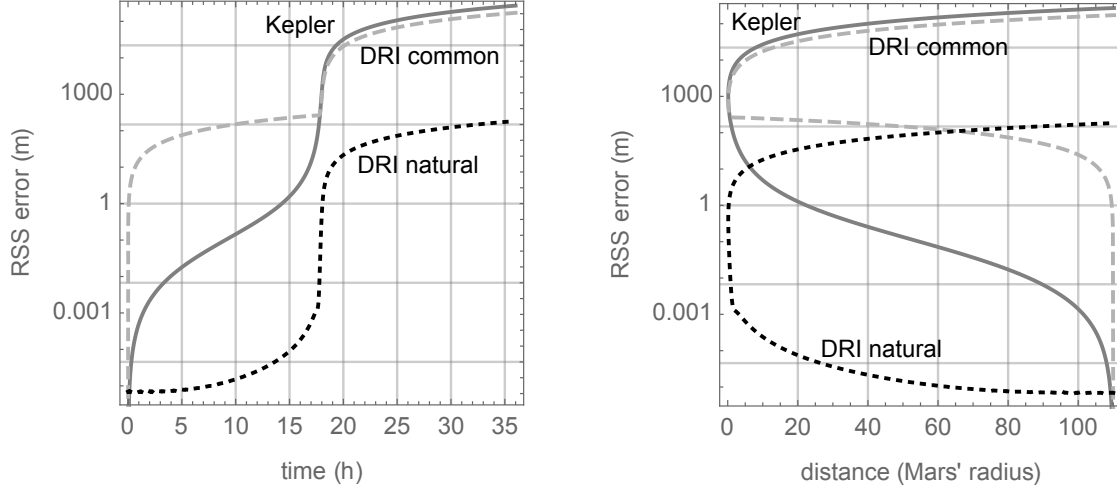 Kepler
DRI common
DRI natural
1000
1
0.001
RSS error (m)
0 5 10 15 20 25 30 35
time (h)
Kepler
DRI common
DRI natural
1000
1
0.001
RSS error (m)
0 20 40 60 80 100
distance (Mars' radius)